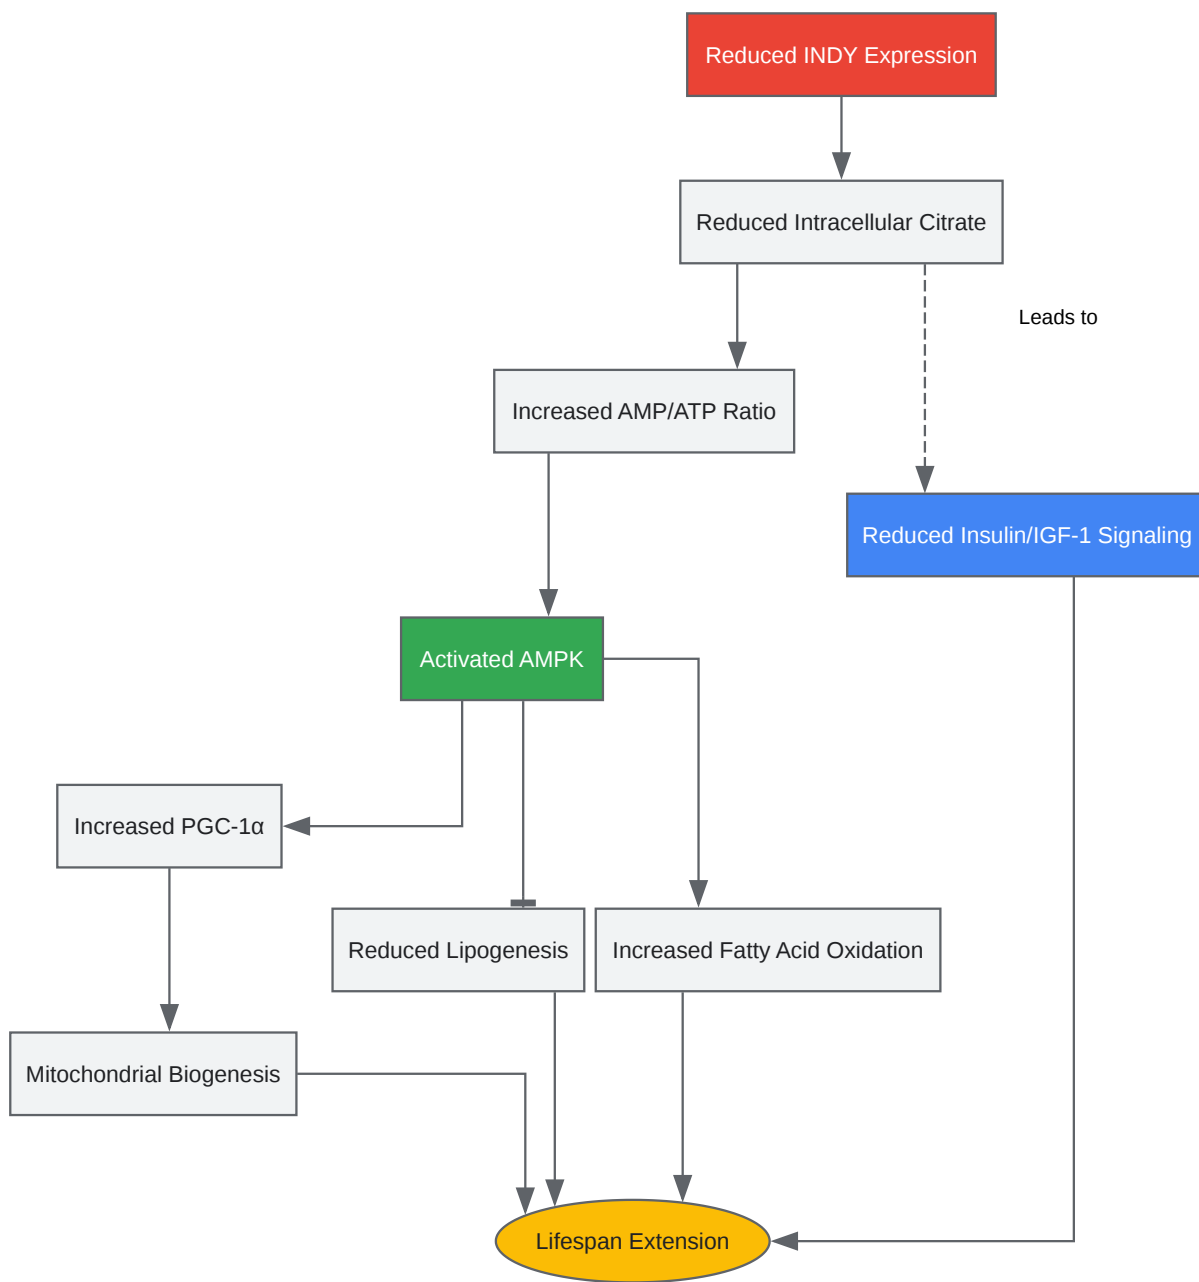 Reduced INDY Expression
Reduced Intracellular Citrate
Leads to
Increased AMP/ATP Ratio
Reduced Insulin/IGF-1 Signaling
Activated AMPK
Increased PGC-1α
Reduced Lipogenesis
Increased Fatty Acid Oxidation
Mitochondrial Biogenesis
Lifespan Extension